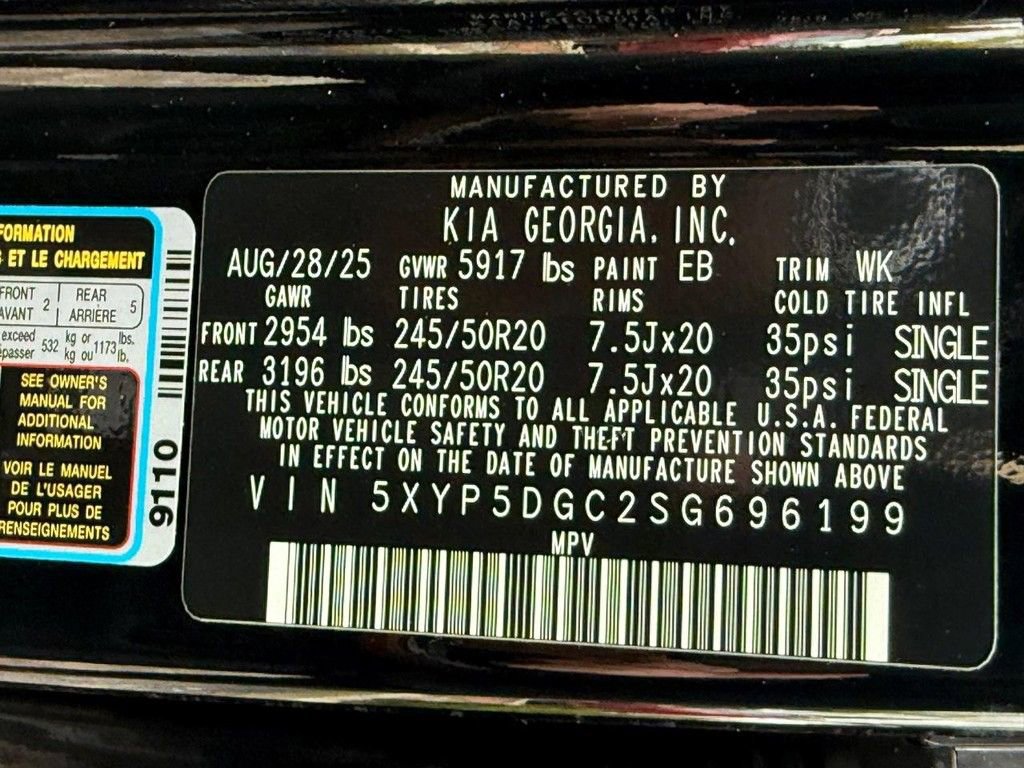 MANUFACTURED BY
KIA GEORGIA, INC.
AUG/28/25 GVWR 5917 lbs PAINT EB TRIM WK
GAWR TIRES RIMS COLD TIRE INFL
FRONT 2954 lbs 245/50R20 7.5Jx20 35psi SINGLE
REAR 3196 lbs 245/50R20 7.5Jx20 35psi SINGLE
THIS VEHICLE CONFORMS TO ALL APPLICABLE U.S.A. FEDERAL
MOTOR VEHICLE SAFETY AND THEFT PREVENTION STANDARDS
IN EFFECT ON THE DATE OF MANUFACTURE SHOWN ABOVE
VIN 5XYP5DGC2SG696199
MPV
ET LE CHARGEMENT
FRONT 2 REAR 5
AVANT ARRIÈRE
exceed 532 kg or 1173 lbs.
kg ou lb.
SEE OWNER'S
MANUAL FOR
ADDITIONAL
INFORMATION
VOIR LE MANUEL
DE L'USAGER
POUR PLUS DE
RENSEIGNEMENTS
9110